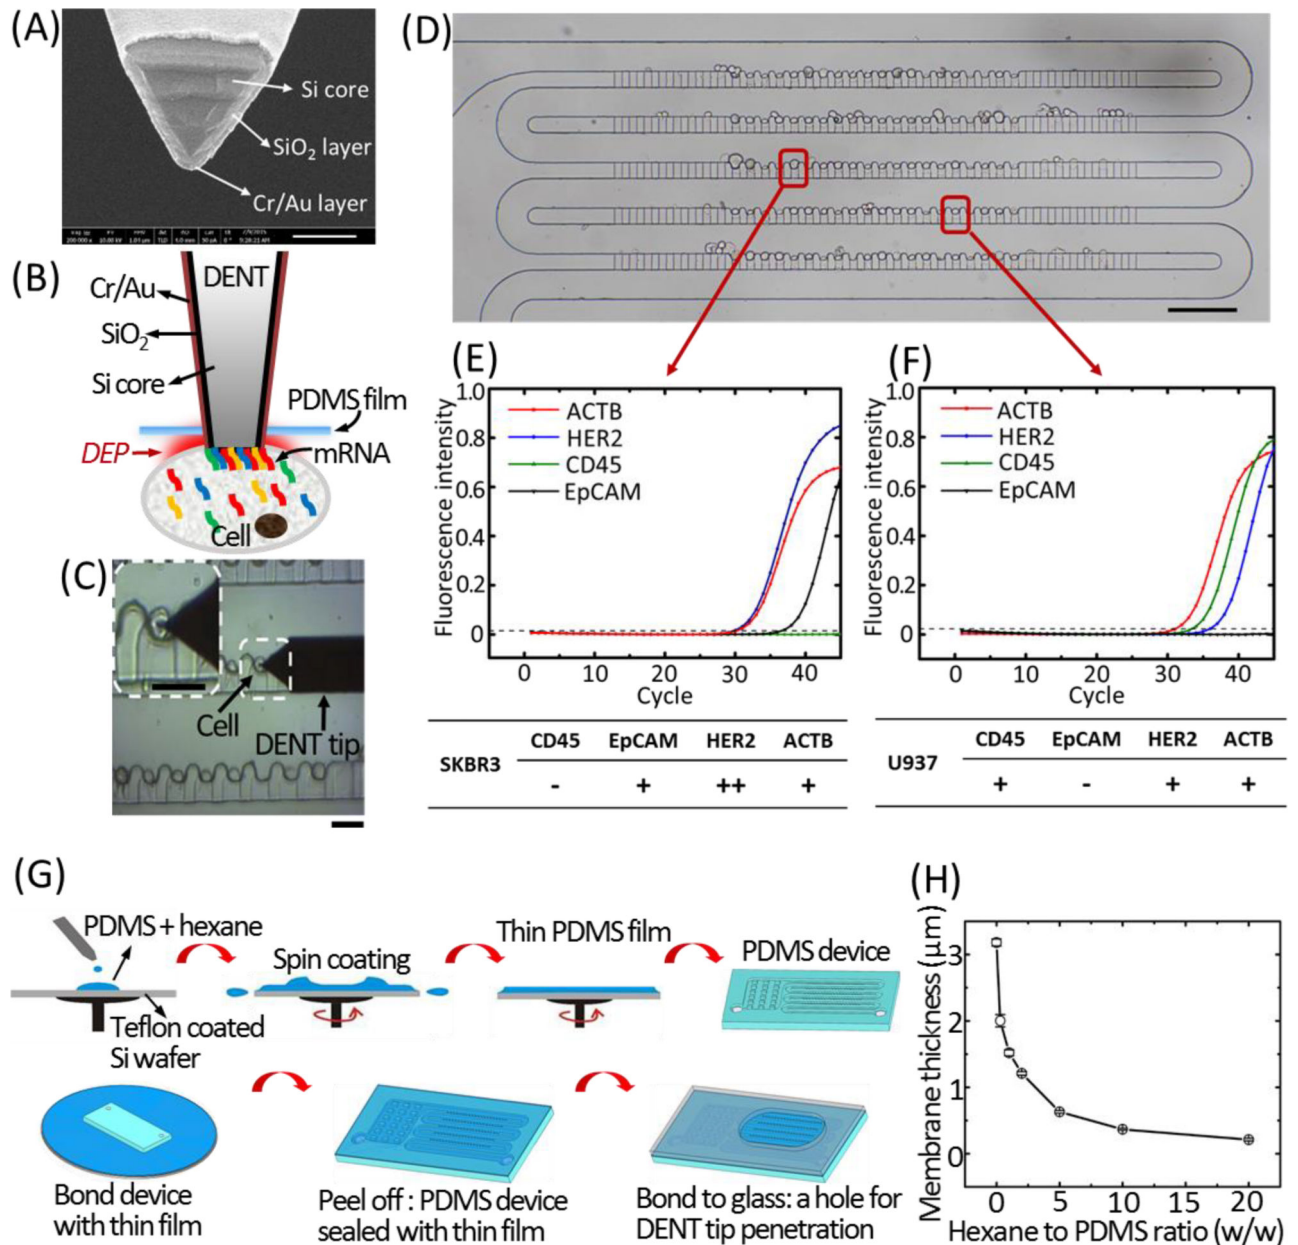 (A)
Si core
SiO2 layer
Cr/Au layer
(B)
DENT
Cr/Au
SiO2
Si core
PDMS film
DEP
mRNA
Cell
(C)
Cell
DENT tip
(D)
(E)
Fluorescence intensity
1.0
0.8
0.6
0.4
0.2
0
ACTB
HER2
CD45
EpCAM
0 10 20 30 40
Cycle
SKBR3
CD45 EpCAM HER2 ACTB
- + ++ +
(F)
Fluorescence intensity
1.0
0.8
0.6
0.4
0.2
0
ACTB
HER2
CD45
EpCAM
0 10 20 30 40
Cycle
U937
CD45 EpCAM HER2 ACTB
+ - + +
(G)
PDMS + hexane
Teflon coated
Si wafer
Spin coating
Thin PDMS film
PDMS device
Bond device
with thin film
Peel off : PDMS device
sealed with thin film
Bond to glass: a hole for
DENT tip penetration
(H)
Membrane thickness (μm)
3
2
1
0
0 5 10 15 20
Hexane to PDMS ratio (w/w)